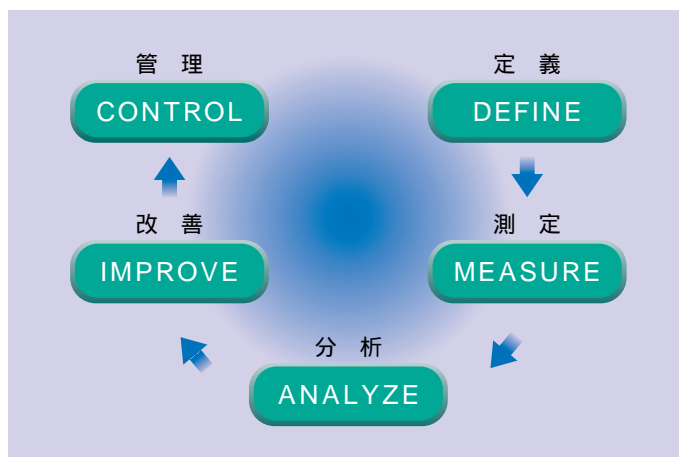 管 理
CONTROL
定 義
DEFINE
改 善
IMPROVE
測 定
MEASURE
分 析
ANALYZE